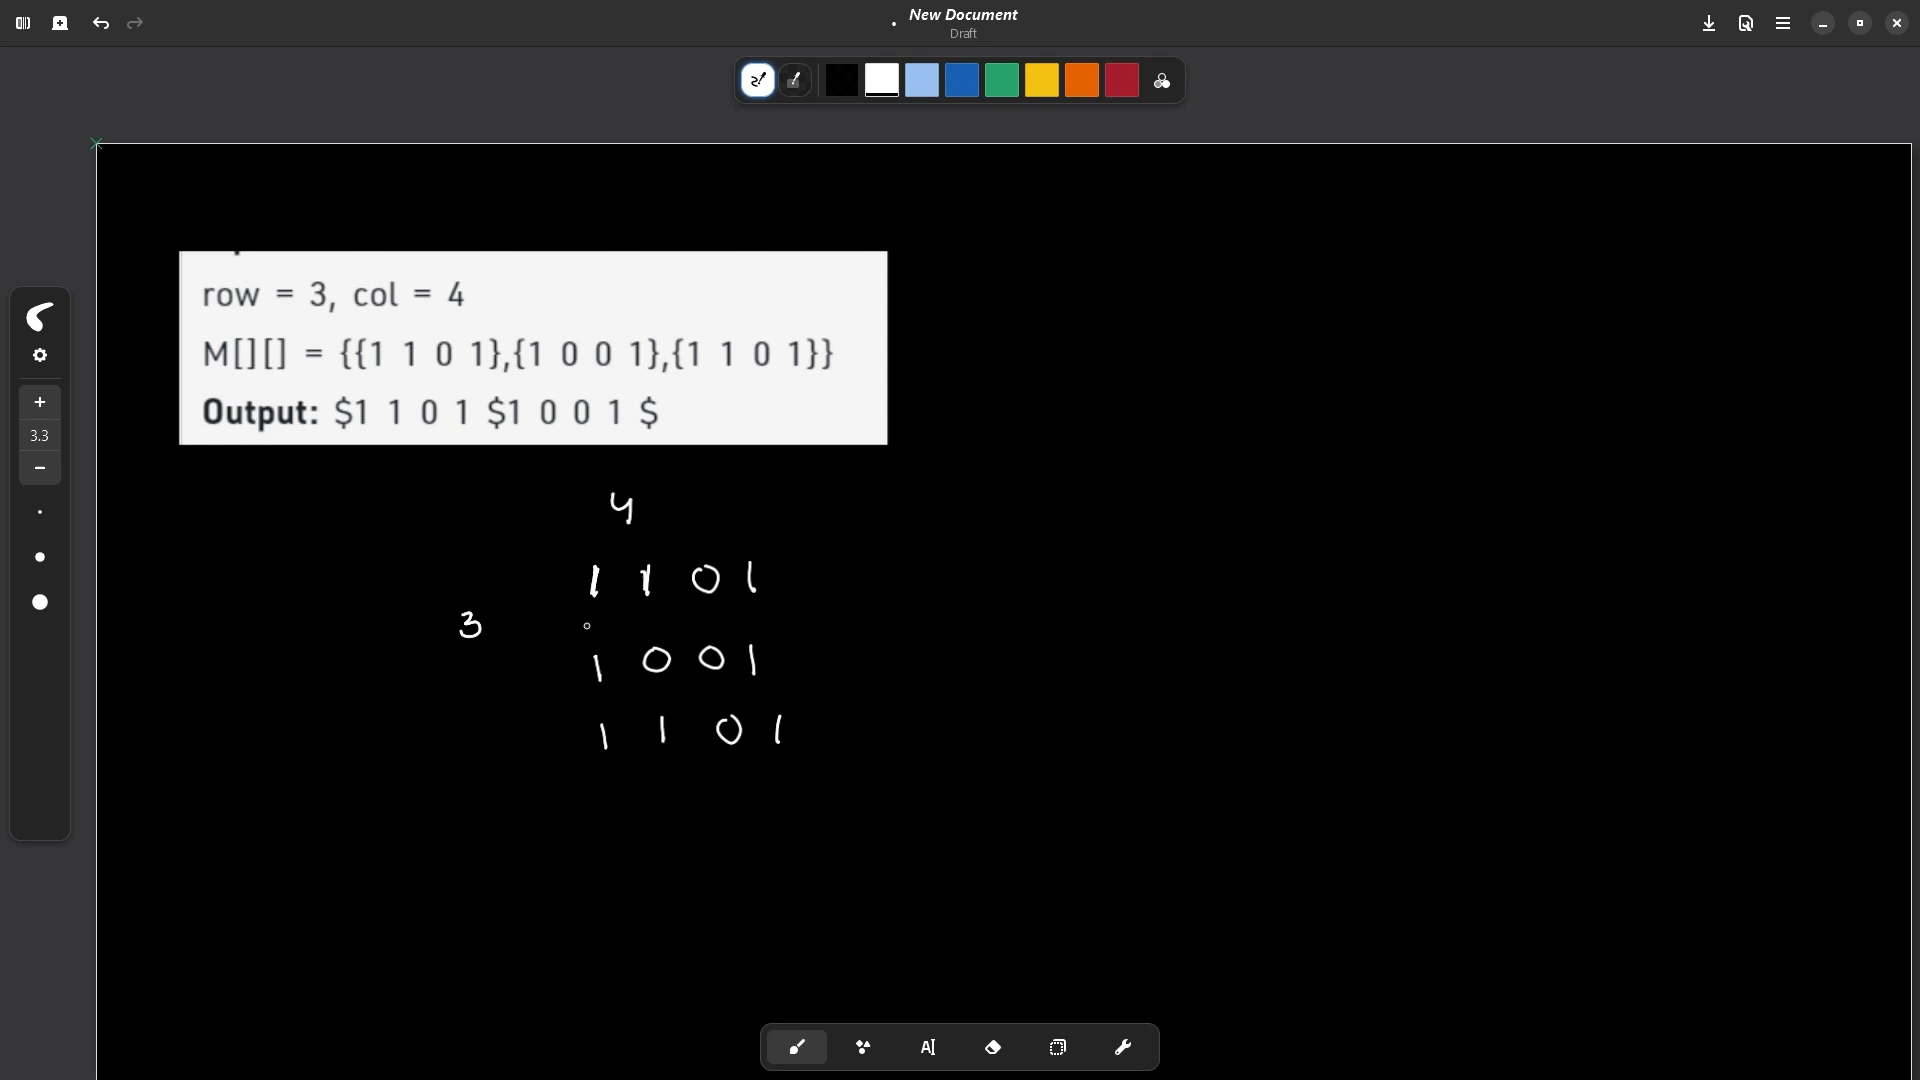 New Document
Draft
row = 3, col = 4
M[][] = {{1 1 0 1},{1 0 0 1},{1 1 0 1}}
Output: $1 1 0 1 $1 0 0 1 $
4
1 1 0 1
3
1 0 0 1
1 1 0 1
+
3.3
−